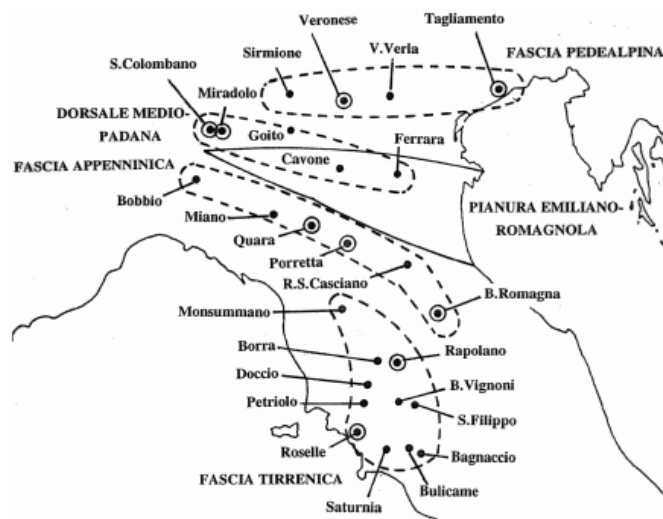 Tagliamento
Veronese
V.Verla
Sirmione
FASCIA PEDEALPINA
S.Colombano
Miradolo
DORSALE MEDIO-
PADANA
Goito
Ferrara
Cavone
FASCIA APPENNINICA
Bobbio
Miano
PIANURA EMILIANO-
ROMAGNOLA
Quara
Porretta
R.S.Casciano
B.Romagna
Monsummano
Borra
Rapolano
Doccio
B.Vignoni
Petriolo
S.Filippo
Roselle
Bagnaccio
FASCIA TIRRENICA
Bulicame
Saturnia